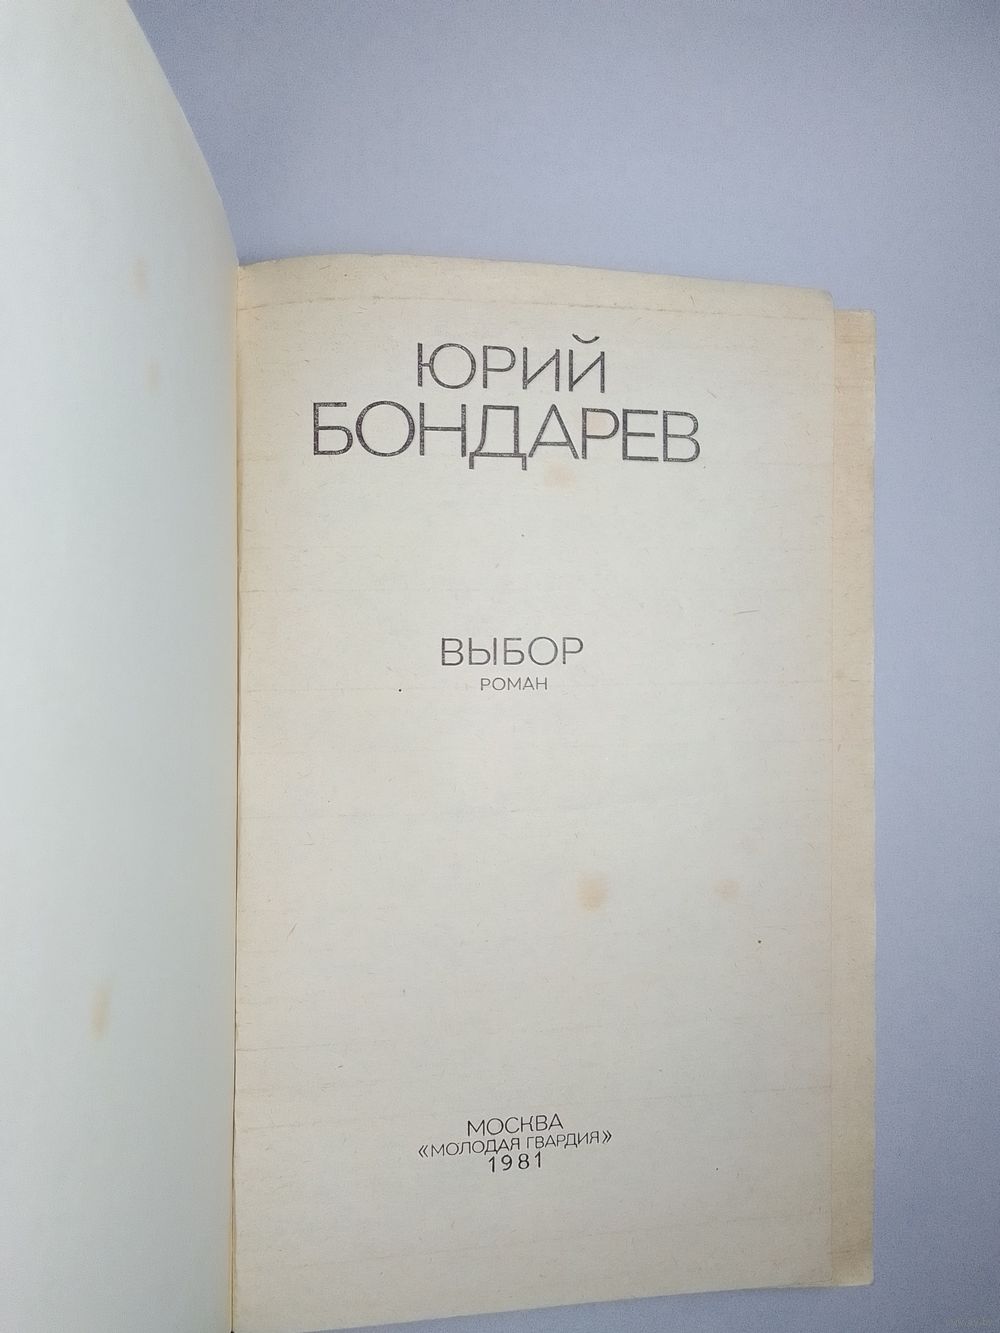 ЮРИЙ
БОНДАРЕВ
ВЫБОР
РОМАН
МОСКВА
«МОЛОДАЯ ГВАРДИЯ»
1981